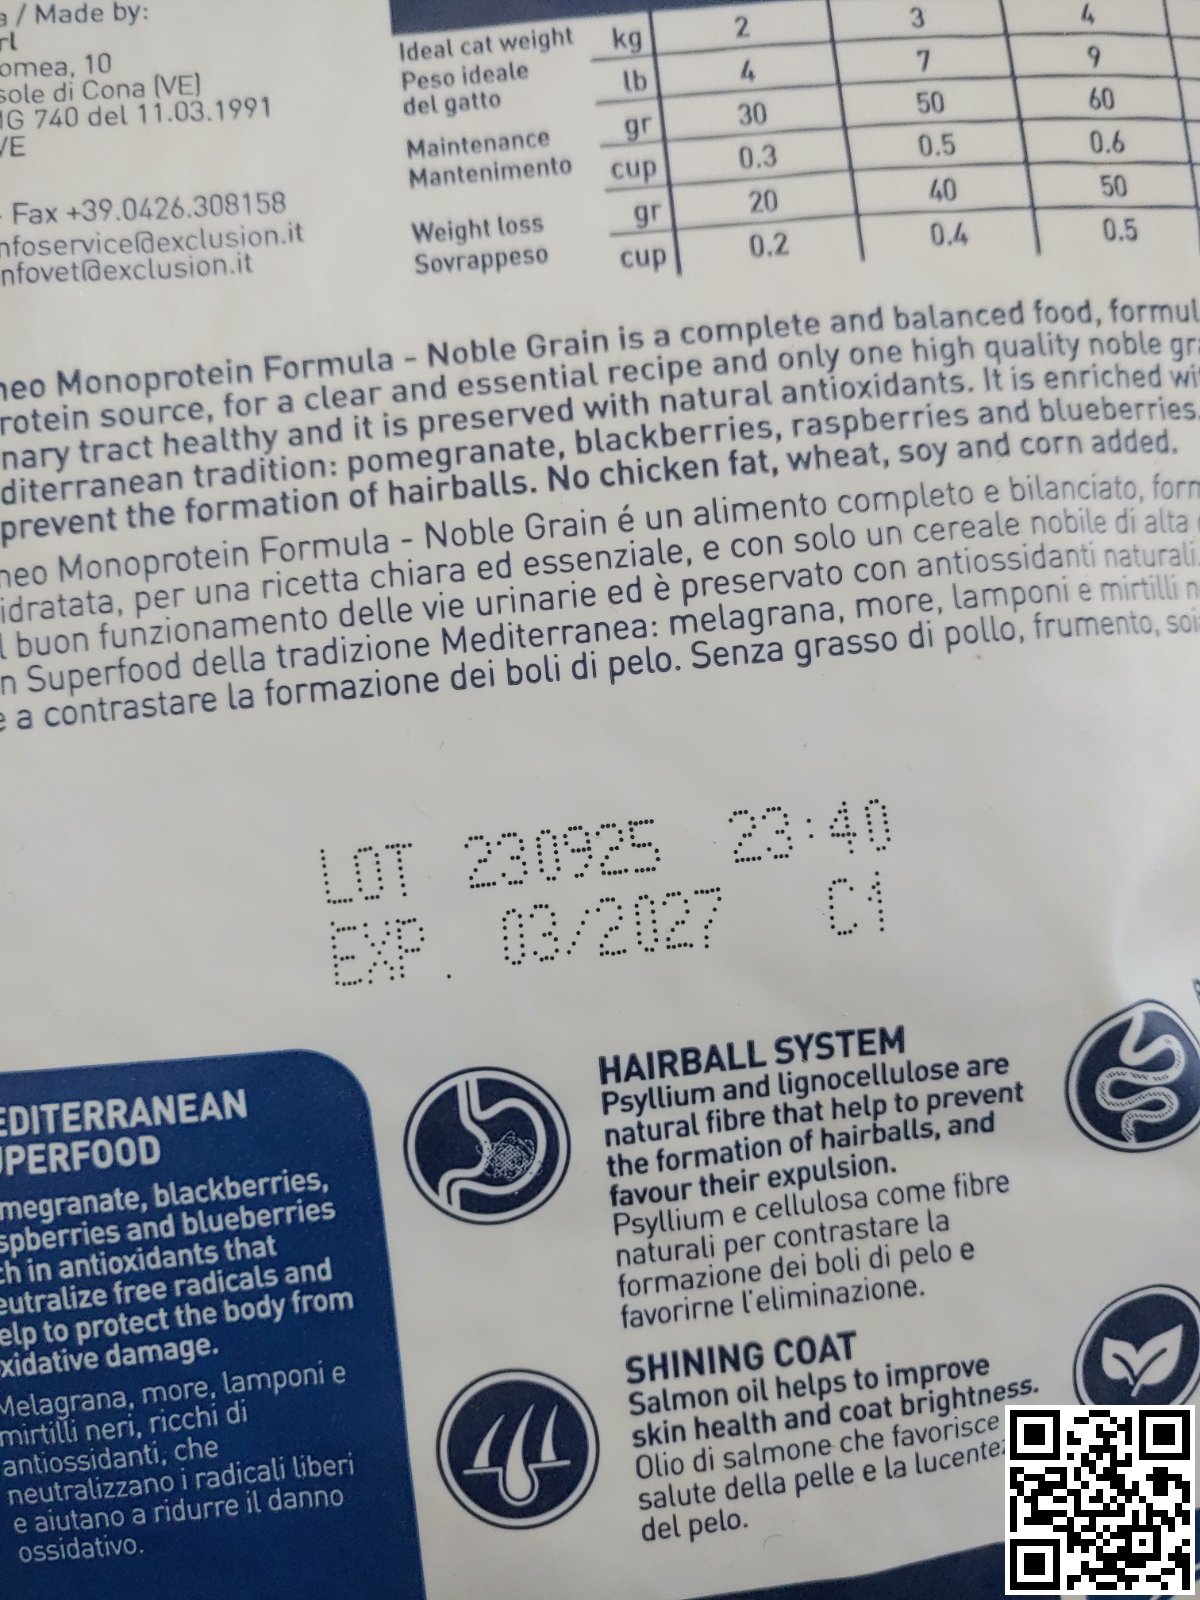 / Made by:
omea, 10
sole di Cona (VE)
740 del 11.03.1991
VE
Fax +39.0426.308158
nfoservice@exclusion.it
nfovet@exclusion.it
Ideal cat weight kg 2 3 4
Peso ideale del gatto lb 4 7 9
Maintenance gr 30 50 60
Mantenimento cup 0.3 0.5 0.6
Weight loss gr 20 40 50
Sovrappeso cup 0.2 0.4 0.5
neo Monoprotein Formula - Noble Grain is a complete and balanced food, formul
rotein source, for a clear and essential recipe and only one high quality noble gr
nary tract healthy and it is preserved with natural antioxidants. It is enriched wi
diterranean tradition: pomegranate, blackberries, raspberries and blueberries.
prevent the formation of hairballs. No chicken fat, wheat, soy and corn added.
neo Monoprotein Formula - Noble Grain é un alimento completo e bilanciato, form
idratata, per una ricetta chiara ed essenziale, e con solo un cereale nobile di alta
l buon funzionamento delle vie urinarie ed è preservato con antiossidanti naturali.
n Superfood della tradizione Mediterranea: melagrana, more, lamponi e mirtilli n
e a contrastare la formazione dei boli di pelo. Senza grasso di pollo, frumento, soi
LOT 230925 23:40
EXP. 03/2027 C1
EDITERRANEAN
UPERFOOD
megranate, blackberries,
spberries and blueberries
ch in antioxidants that
eutralize free radicals and
elp to protect the body from
xidative damage.
Melagrana, more, lamponi e
mirtilli neri, ricchi di
antiossidanti, che
neutralizzano i radicali liberi
e aiutano a ridurre il danno
ossidativo.
HAIRBALL SYSTEM
Psyllium and lignocellulose are
natural fibre that help to prevent
the formation of hairballs, and
favour their expulsion.
Psyllium e cellulosa come fibre
naturali per contrastare la
formazione dei boli di pelo e
favorirne l'eliminazione.
SHINING COAT
Salmon oil helps to improve
skin health and coat brightness.
Olio di salmone che favorisce
salute della pelle e la lucente
del pelo.